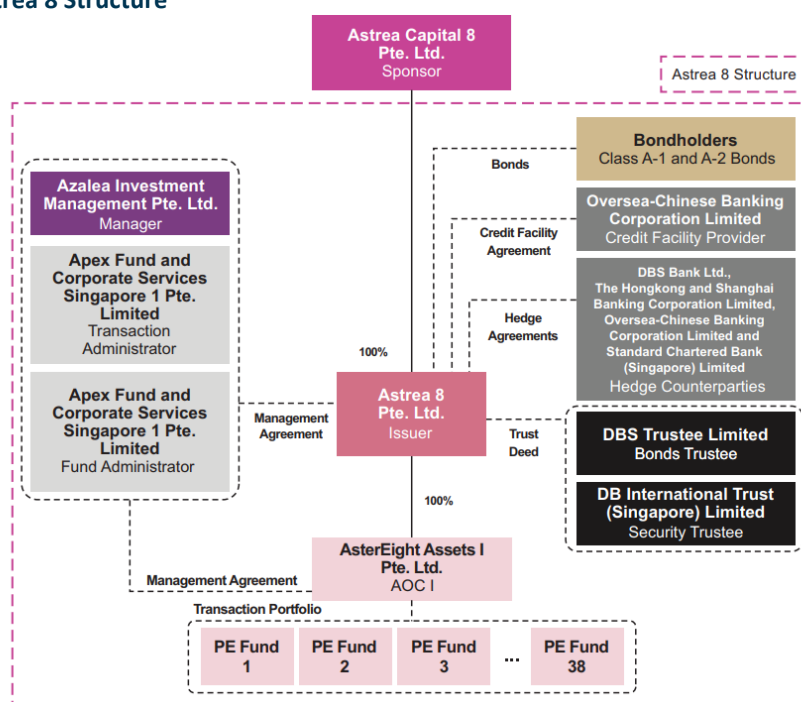 Astrea 8 Structure
Astrea Capital 8
Pte. Ltd.
Sponsor
Astrea 8 Structure
Azalea Investment
Management Pte. Ltd.
Manager
Apex Fund and
Corporate Services
Singapore 1 Pte.
Limited
Transaction
Administrator
Apex Fund and
Corporate Services
Singapore 1 Pte.
Limited
Fund Administrator
Bonds
Bondholders
Class A-1 and A-2 Bonds
Credit Facility
Agreement
Oversea-Chinese Banking
Corporation Limited
Credit Facility Provider
Hedge
Agreements
DBS Bank Ltd.,
The Hongkong and Shanghai
Banking Corporation Limited,
Oversea-Chinese Banking
Corporation Limited and
Standard Chartered Bank
(Singapore) Limited
Hedge Counterparties
100%
Management
Agreement
Astrea 8
Pte. Ltd.
Issuer
Trust
Deed
DBS Trustee Limited
Bonds Trustee
DB International Trust
(Singapore) Limited
Security Trustee
100%
Management Agreement
AsterEight Assets I
Pte. Ltd.
AOC I
Transaction Portfolio
PE Fund
1
PE Fund
2
PE Fund
3
...
PE Fund
38